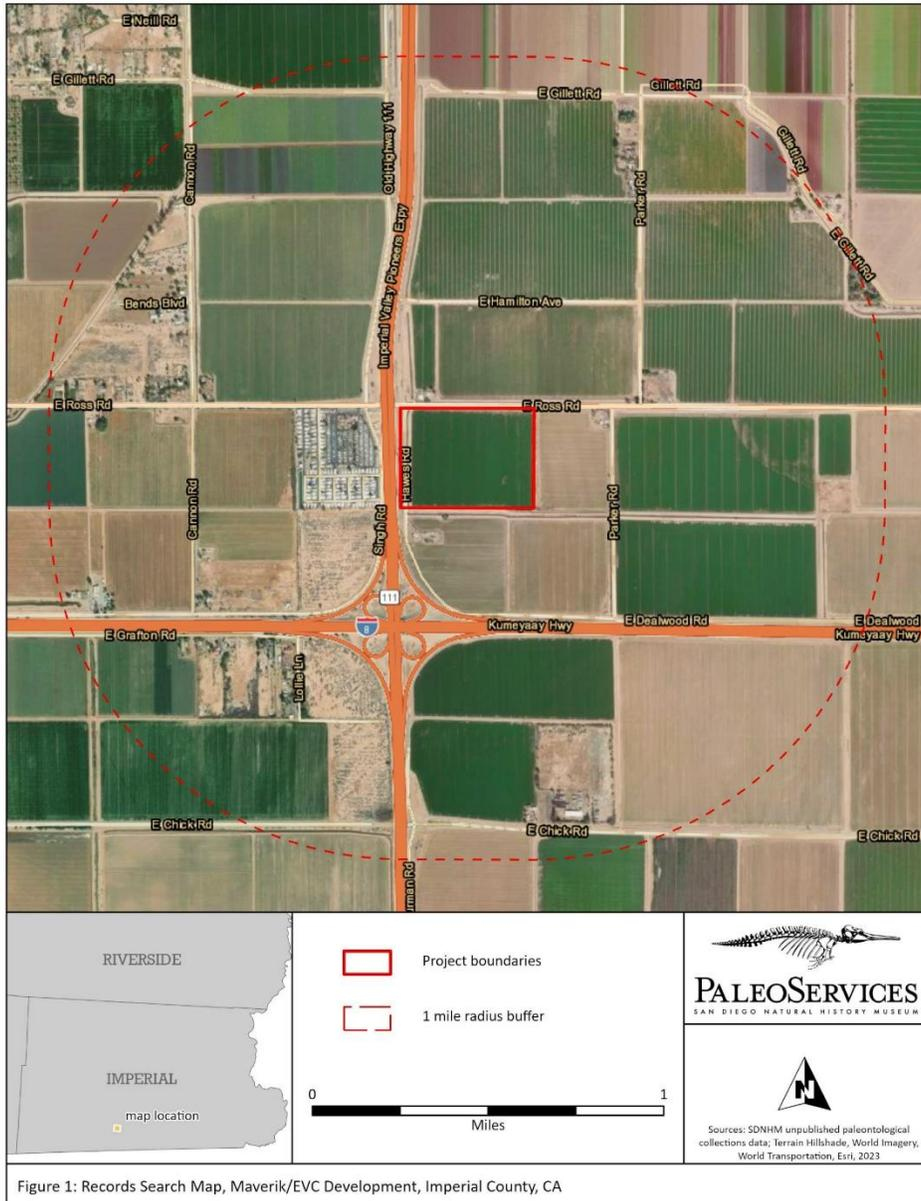 E Neill Rd
E Gillett Rd
E Gillett Rd
Gillett Rd
Gillett Rd
E Gillett Rd
Cannon Rd
Old Highway 111
Parker Rd
Imperial Valley Pioneers Expy
Bends Blvd
E Hamilton Ave
E Ross Rd
E Ross Rd
Hawes Rd
Cannon Rd
Singh Rd
Parker Rd
111
8
E Grafton Rd
Kumeyaay Hwy
E Dealwood Rd
E Dealwood
Kumeyaay Hwy
Lollie Ln
E Chick Rd
E Chick Rd
E Chick Rd
urman Rd
RIVERSIDE
IMPERIAL
map location
Project boundaries
1 mile radius buffer
0
1
Miles
PALEOSERVICES
SAN DIEGO NATURAL HISTORY MUSEUM
N
Sources: SDNHM unpublished paleontological
collections data; Terrain Hillshade, World Imagery,
World Transportation, Esri, 2023
Figure 1: Records Search Map, Maverik/EVC Development, Imperial County, CA